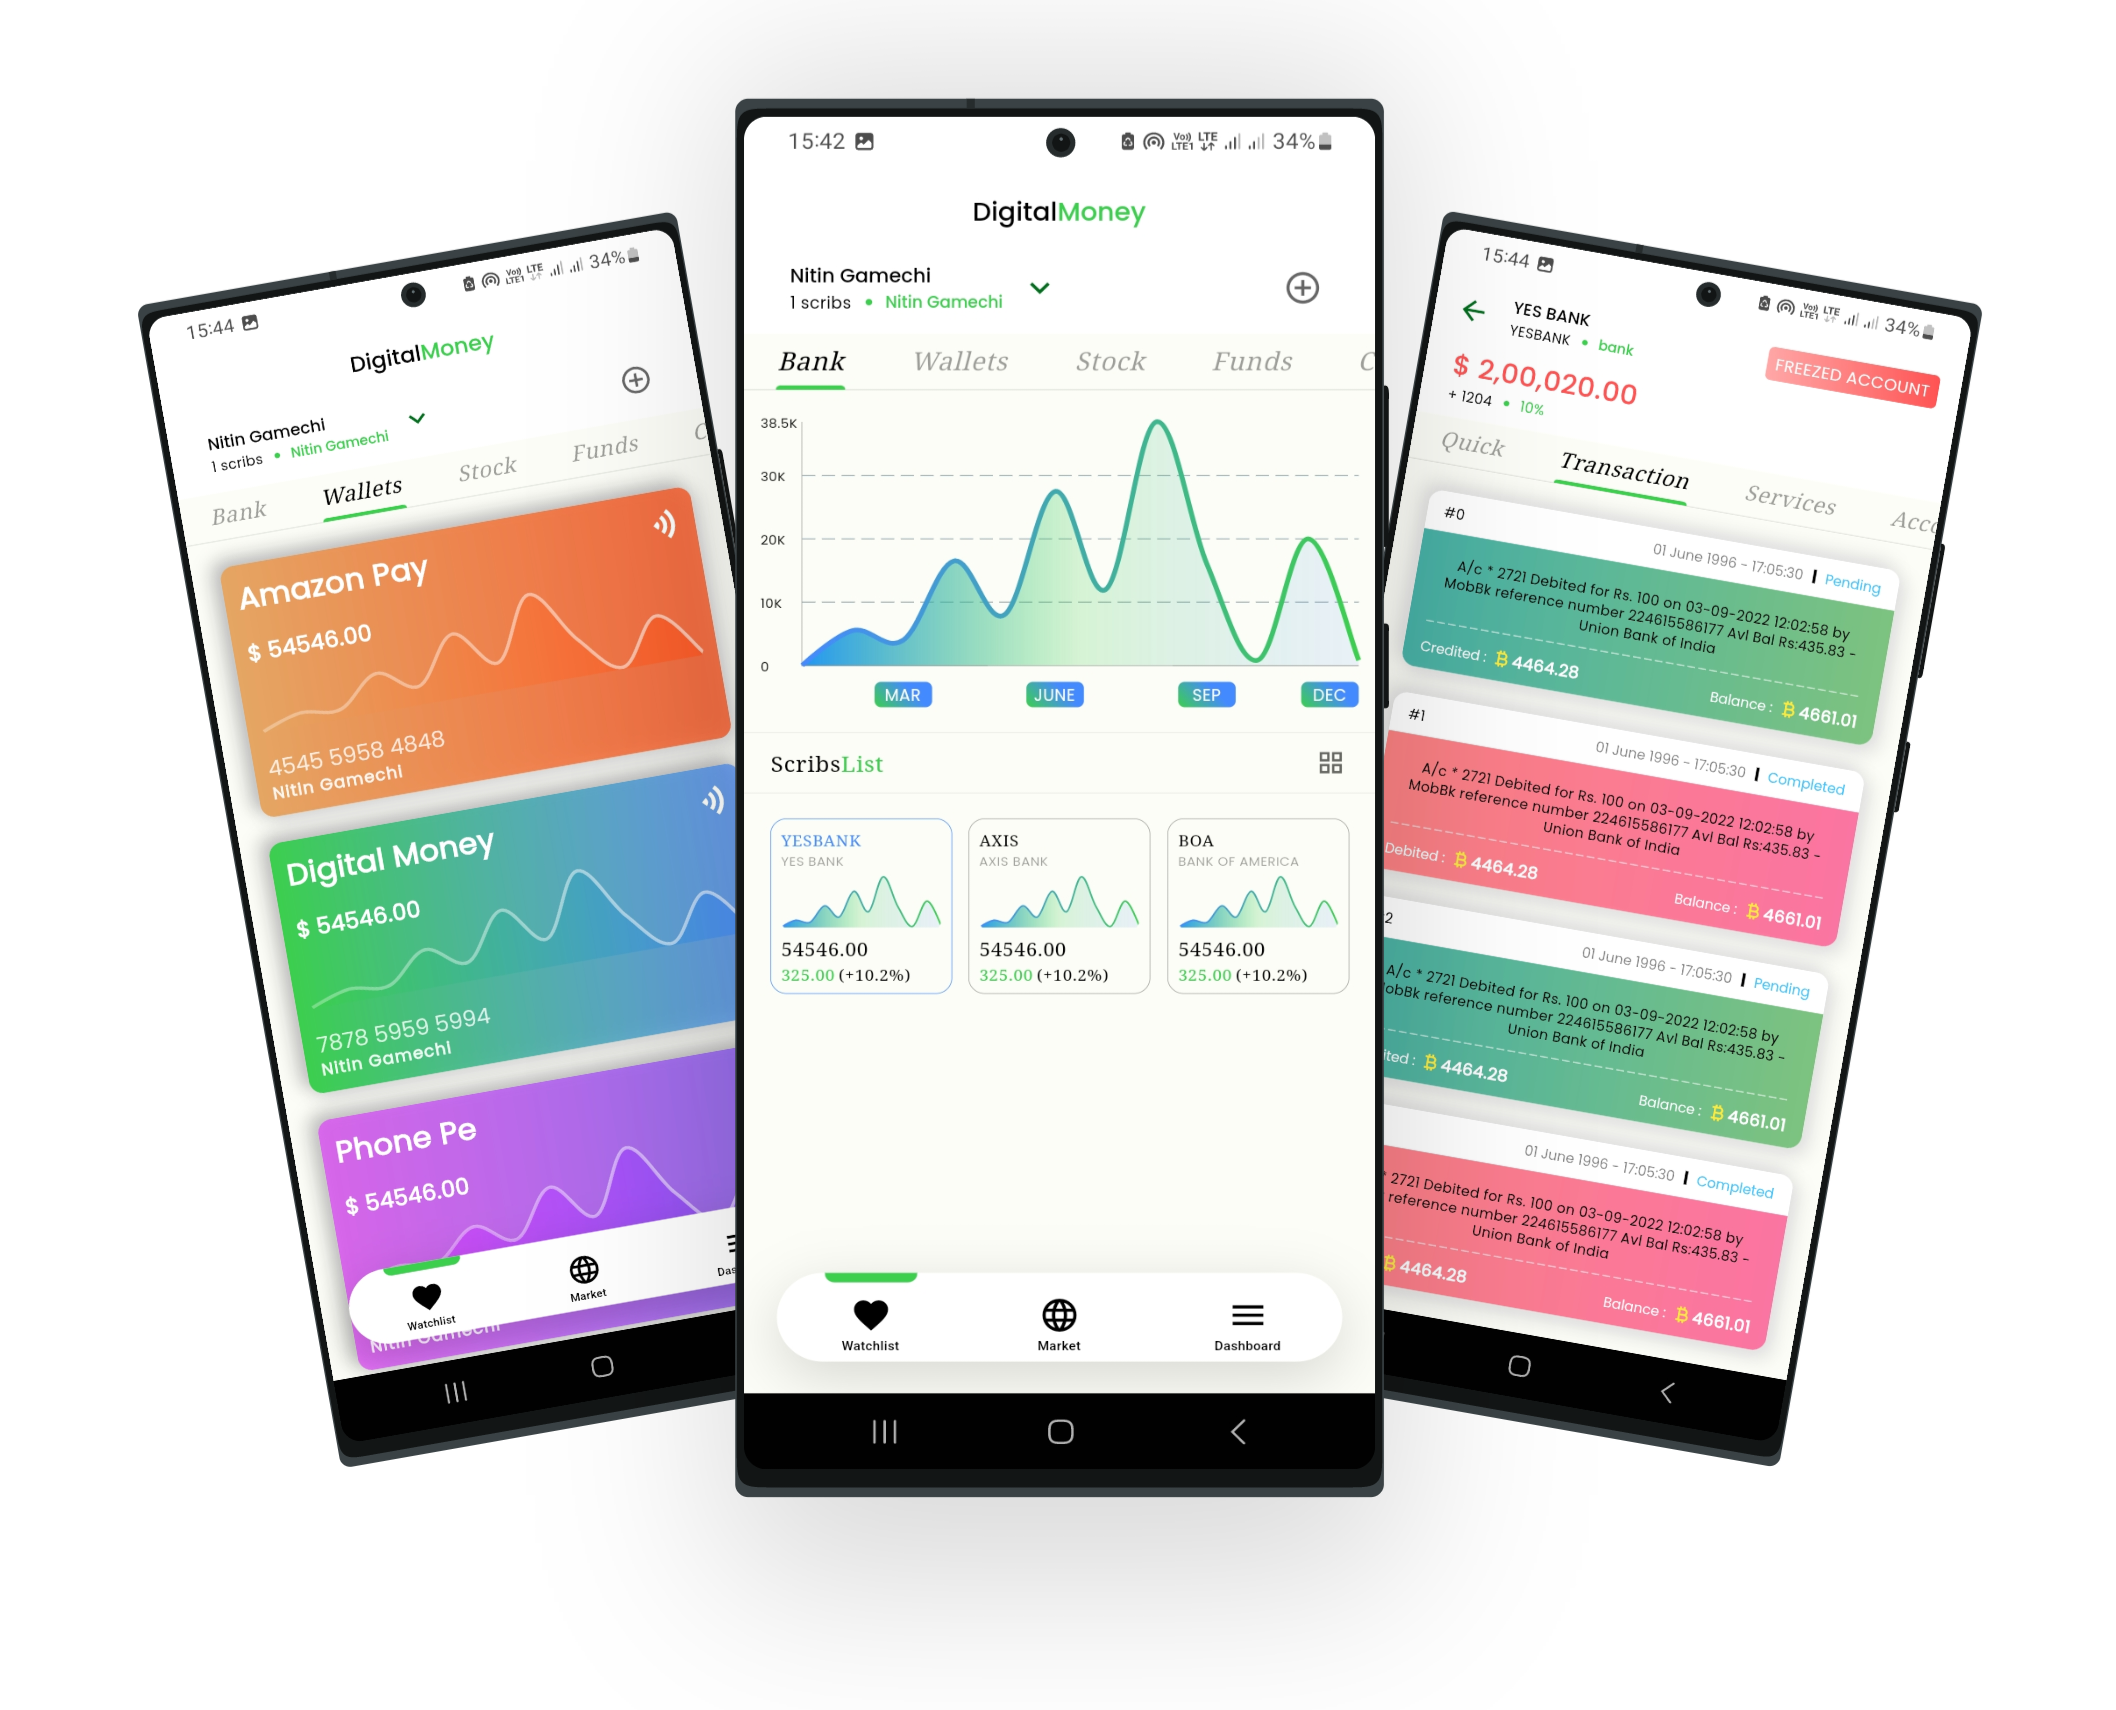 15:44
Vo)) LTE
LTE1
34%
DigitalMoney
Nitin Gamechi
1 scribs • Nitin Gamechi
Bank Wallets Stock Funds C
Amazon Pay
$ 54546.00
4545 5958 4848
Nitin Gamechi
Digital Money
$ 54546.00
7878 5959 5994
Nitin Gamechi
Phone Pe
$ 54546.00
Nitin Gamechi
Watchlist
Market
Das
15:42
Vo)) LTE
LTE1
34%
DigitalMoney
Nitin Gamechi
1 scribs • Nitin Gamechi
Bank Wallets Stock Funds C
38.5K
30K
20K
10K
0
MAR JUNE SEP DEC
ScribsList
YESBANK
YES BANK
54546.00
325.00 (+10.2%)
AXIS
AXIS BANK
54546.00
325.00 (+10.2%)
BOA
BANK OF AMERICA
54546.00
325.00 (+10.2%)
Watchlist Market Dashboard
15:44
Vo)) LTE
LTE1
34%
YES BANK
YESBANK • bank
$ 2,00,020.00
+ 1204 • 10%
FREEZED ACCOUNT
Quick Transaction Services Acco
#0
01 June 1996 - 17:05:30 | Pending
A/c * 2721 Debited for Rs. 100 on 03-09-2022 12:02:58 by
MobBk reference number 224615586177 Avl Bal Rs:435.83 -
Union Bank of India
Credited : ₿ 4464.28
Balance : ₿ 4661.01
#1
01 June 1996 - 17:05:30 | Completed
A/c * 2721 Debited for Rs. 100 on 03-09-2022 12:02:58 by
MobBk reference number 224615586177 Avl Bal Rs:435.83 -
Union Bank of India
Debited : ₿ 4464.28
Balance : ₿ 4661.01
2
01 June 1996 - 17:05:30 | Pending
A/c * 2721 Debited for Rs. 100 on 03-09-2022 12:02:58 by
obBk reference number 224615586177 Avl Bal Rs:435.83 -
Union Bank of India
ited : ₿ 4464.28
Balance : ₿ 4661.01
01 June 1996 - 17:05:30 | Completed
* 2721 Debited for Rs. 100 on 03-09-2022 12:02:58 by
reference number 224615586177 Avl Bal Rs:435.83 -
Union Bank of India
₿ 4464.28
Balance : ₿ 4661.01